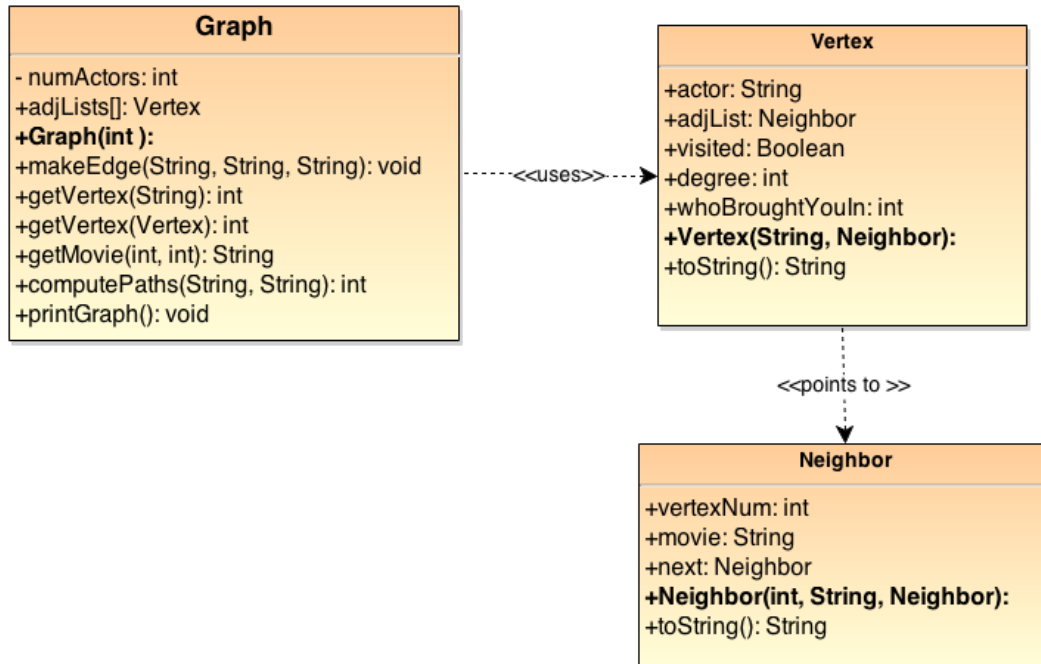 Graph
- numActors: int
+adjLists[]: Vertex
+Graph(int ):
+makeEdge(String, String, String): void
+getVertex(String): int
+getVertex(Vertex): int
+getMovie(int, int): String
+computePaths(String, String): int
+printGraph(): void
<<uses>>
Vertex
+actor: String
+adjList: Neighbor
+visited: Boolean
+degree: int
+whoBroughtYouIn: int
+Vertex(String, Neighbor):
+toString(): String
<<points to >>
Neighbor
+vertexNum: int
+movie: String
+next: Neighbor
+Neighbor(int, String, Neighbor):
+toString(): String